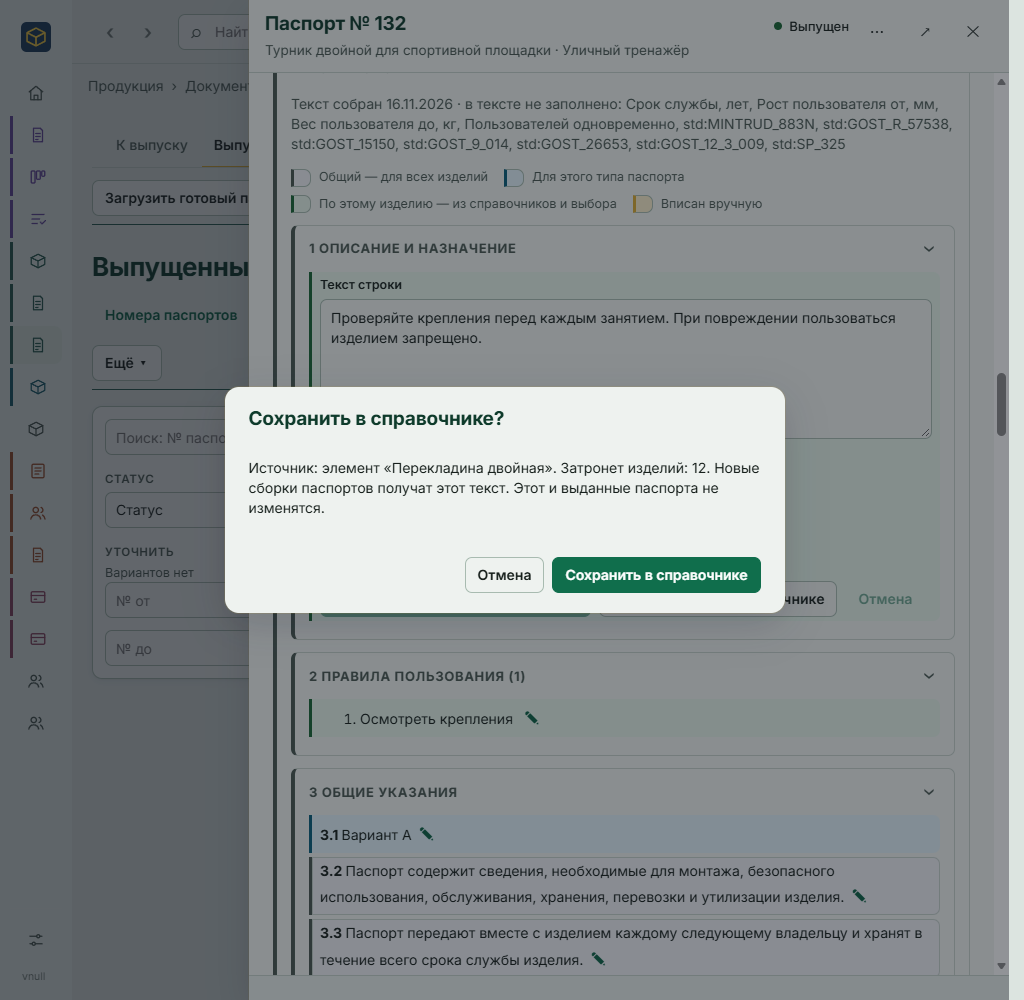 Паспорт № 132
Выпущен
...
Турник двойной для спортивной площадки · Уличный тренажёр
Найт
Продукция › Докумен
К выпуску
Выпу
Загрузить готовый п
Выпущенны
Номера паспортов
Ещё
Поиск: № паспо
СТАТУС
Статус
УТОЧНИТЬ
Вариантов нет
№ от
№ до
vnull
Текст собран 16.11.2026 · в тексте не заполнено: Срок службы, лет, Рост пользователя от, мм,
Вес пользователя до, кг, Пользователей одновременно, std:MINTRUD_883N, std:GOST_R_57538,
std:GOST_15150, std:GOST_9_014, std:GOST_26653, std:GOST_12_3_009, std:SP_325
Общий — для всех изделий
Для этого типа паспорта
По этому изделию — из справочников и выбора
Вписан вручную
1 ОПИСАНИЕ И НАЗНАЧЕНИЕ
Текст строки
Проверяйте крепления перед каждым занятием. При повреждении пользоваться
изделием запрещено.
Сохранить в справочнике?
Источник: элемент «Перекладина двойная». Затронет изделий: 12. Новые
сборки паспортов получат этот текст. Этот и выданные паспорта не
изменятся.
Отмена
Сохранить в справочнике
чнике
Отмена
2 ПРАВИЛА ПОЛЬЗОВАНИЯ (1)
1. Осмотреть крепления
3 ОБЩИЕ УКАЗАНИЯ
3.1 Вариант А
3.2 Паспорт содержит сведения, необходимые для монтажа, безопасного
использования, обслуживания, хранения, перевозки и утилизации изделия.
3.3 Паспорт передают вместе с изделием каждому следующему владельцу и хранят в
течение всего срока службы изделия.